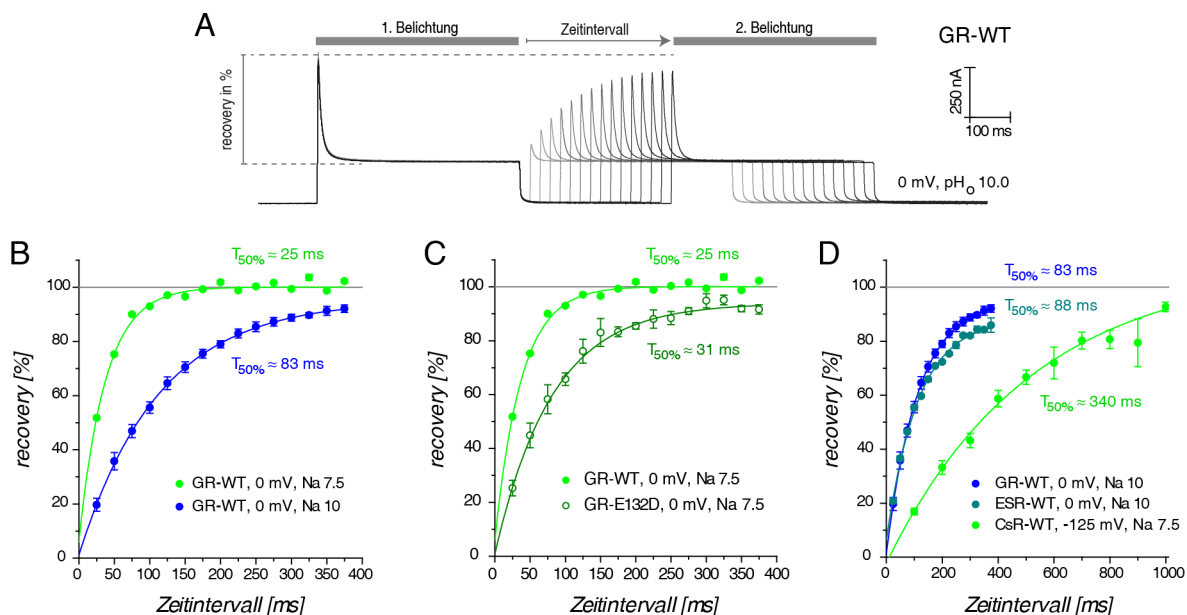 A
1. Belichtung
Zeitintervall
2. Belichtung
GR-WT
recovery in %
250 nA
100 ms
0 mV, pHO 10.0
B
T50% ≈ 25 ms
T50% ≈ 83 ms
GR-WT, 0 mV, Na 7.5
GR-WT, 0 mV, Na 10
recovery [%]
100
80
60
40
20
0
0 50 100 150 200 250 300 350 400
Zeitintervall [ms]
C
T50% ≈ 25 ms
T50% ≈ 31 ms
GR-WT, 0 mV, Na 7.5
GR-E132D, 0 mV, Na 7.5
recovery [%]
100
80
60
40
20
0
0 50 100 150 200 250 300 350 400
Zeitintervall [ms]
D
T50% ≈ 83 ms
T50% ≈ 88 ms
T50% ≈ 340 ms
GR-WT, 0 mV, Na 10
ESR-WT, 0 mV, Na 10
CsR-WT, -125 mV, Na 7.5
recovery [%]
100
80
60
40
20
0
0 200 400 600 800 1000
Zeitintervall [ms]